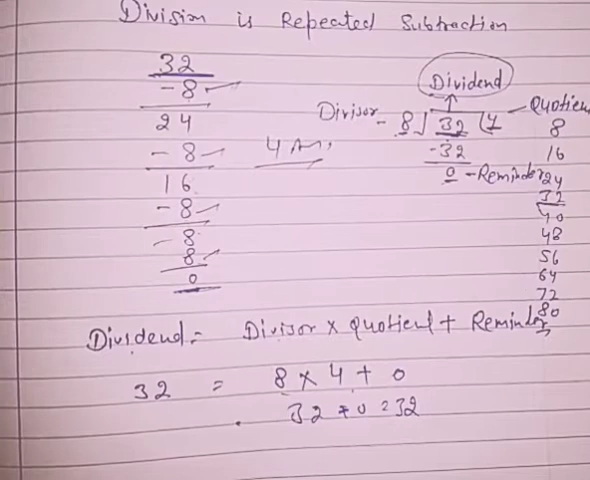 Division is Repeated Subtraction
32
- 8
24
- 8
4 Ans,
16
- 8
- 8
8
0
Dividend
Divisor - 8 32 4 - Quotien
-32
0 - Reminder
8
16
24
32
40
48
56
64
72
80
Dividend = Divisor × Quotient + Reminder
32 = 8 × 4 + 0
32 + 0 = 32